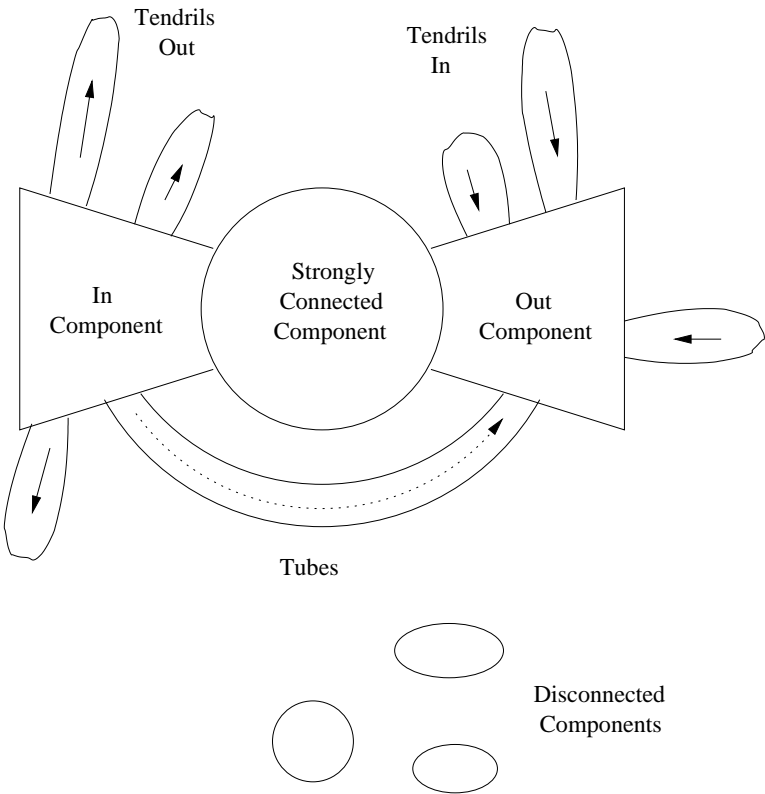 Tendrils
Out
Tendrils
In
Strongly
Connected
Component
In
Component
Out
Component
Tubes
Disconnected
Components